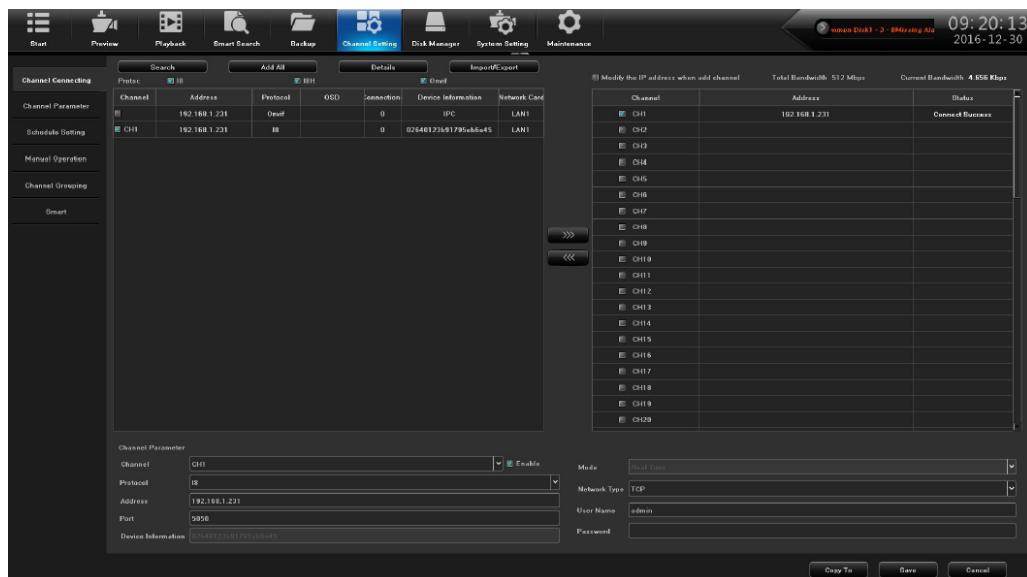 Start Preview Playback Smart Search Backup Channel Setting Disk Manager System Setting Maintenance
09:20:13
2016-12-30
Channel Connecting
Channel Parameter
Schedule Setting
Manual Operation
Channel Grouping
Smart
Search Add All Details Import/Export
Protoc I8 I8H Onvif
Channel Address Protocol OSD Connection Device Information Network Card
192.168.1.231 Onvif 0 IPC LAN1
CH1 192.168.1.231 I8 0 LAN1
Modify the IP address when add channel Total Bandwidth 512 Mbps Current Bandwidth 4.656 Kbps
Channel Address Status
CH1 192.168.1.231 Connect Success
CH2
CH3
CH4
CH5
CH6
CH7
CH8
CH9
CH10
CH11
CH12
CH13
CH14
CH15
CH16
CH17
CH18
CH19
CH20
>>>
<<<
Channel Parameter
Channel CH1 Enable
Protocol I8
Address 192.168.1.231
Port 5050
Device Information
Mode Real Time
Network Type TCP
User Name admin
Password
Copy To Save Cancel